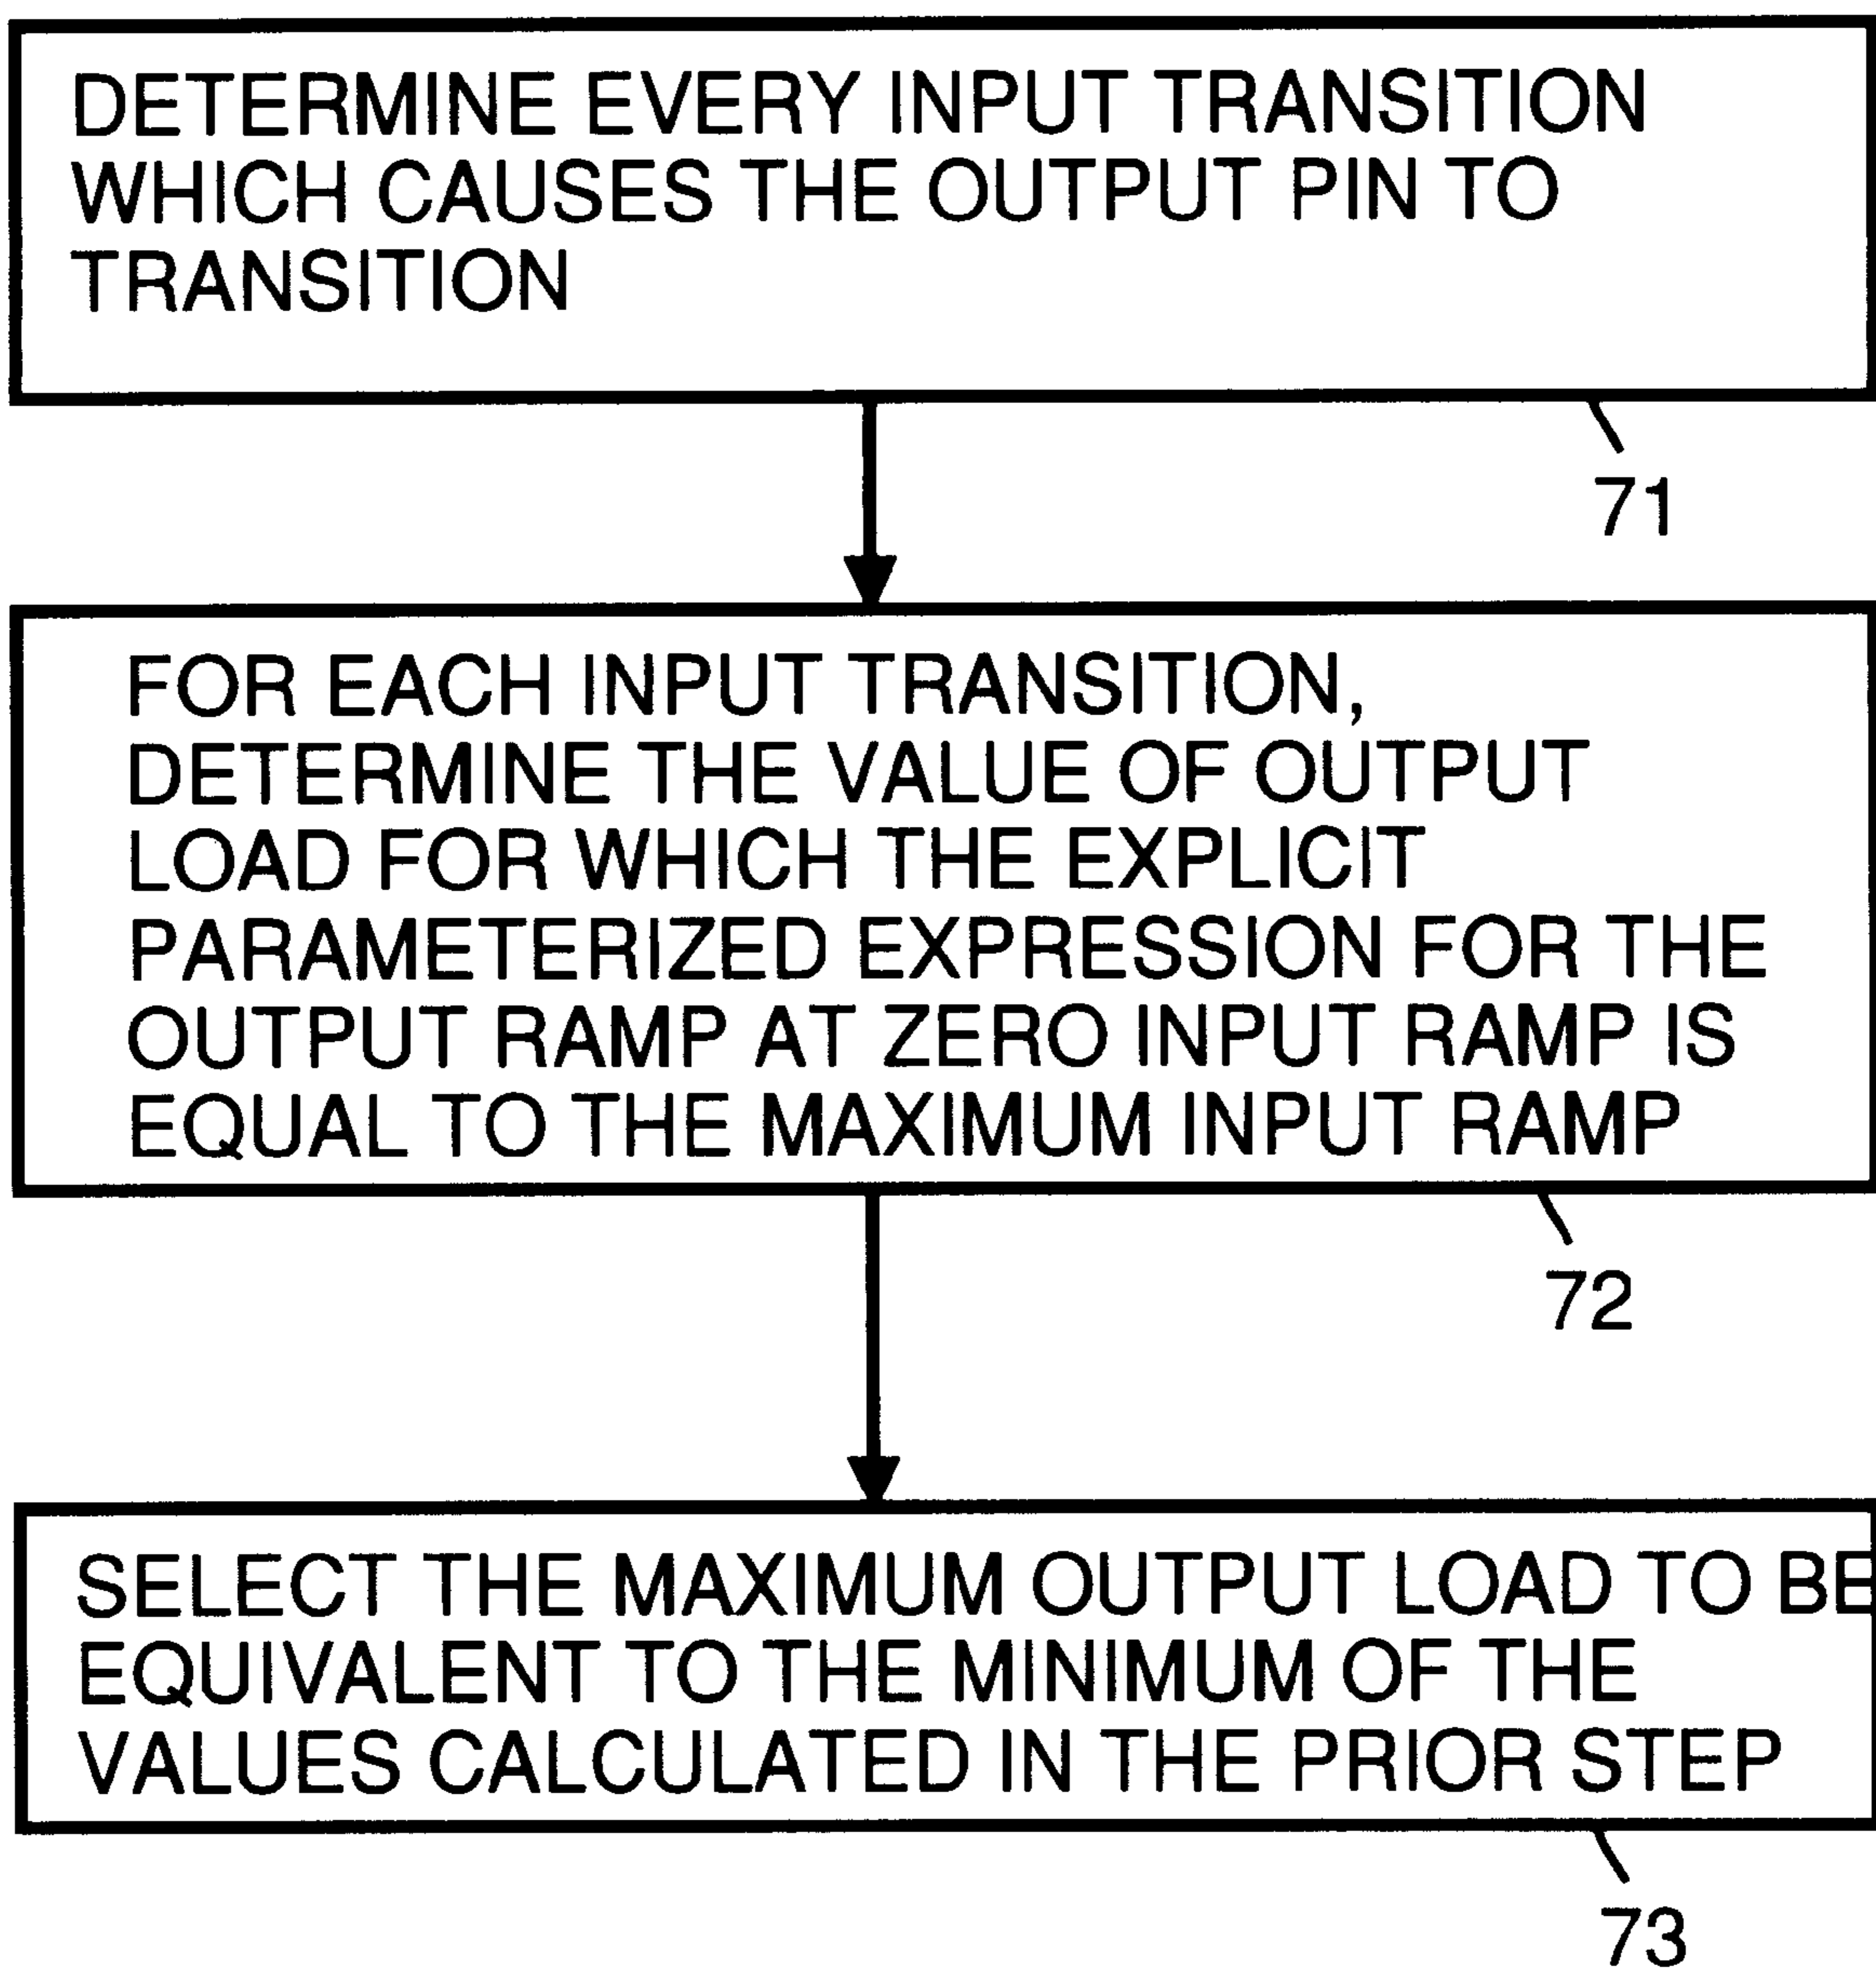 DETERMINE EVERY INPUT TRANSITION
WHICH CAUSES THE OUTPUT PIN TO
TRANSITION
71
FOR EACH INPUT TRANSITION,
DETERMINE THE VALUE OF OUTPUT
LOAD FOR WHICH THE EXPLICIT
PARAMETERIZED EXPRESSION FOR THE
OUTPUT RAMP AT ZERO INPUT RAMP IS
EQUAL TO THE MAXIMUM INPUT RAMP
72
SELECT THE MAXIMUM OUTPUT LOAD TO BE
EQUIVALENT TO THE MINIMUM OF THE
VALUES CALCULATED IN THE PRIOR STEP
73